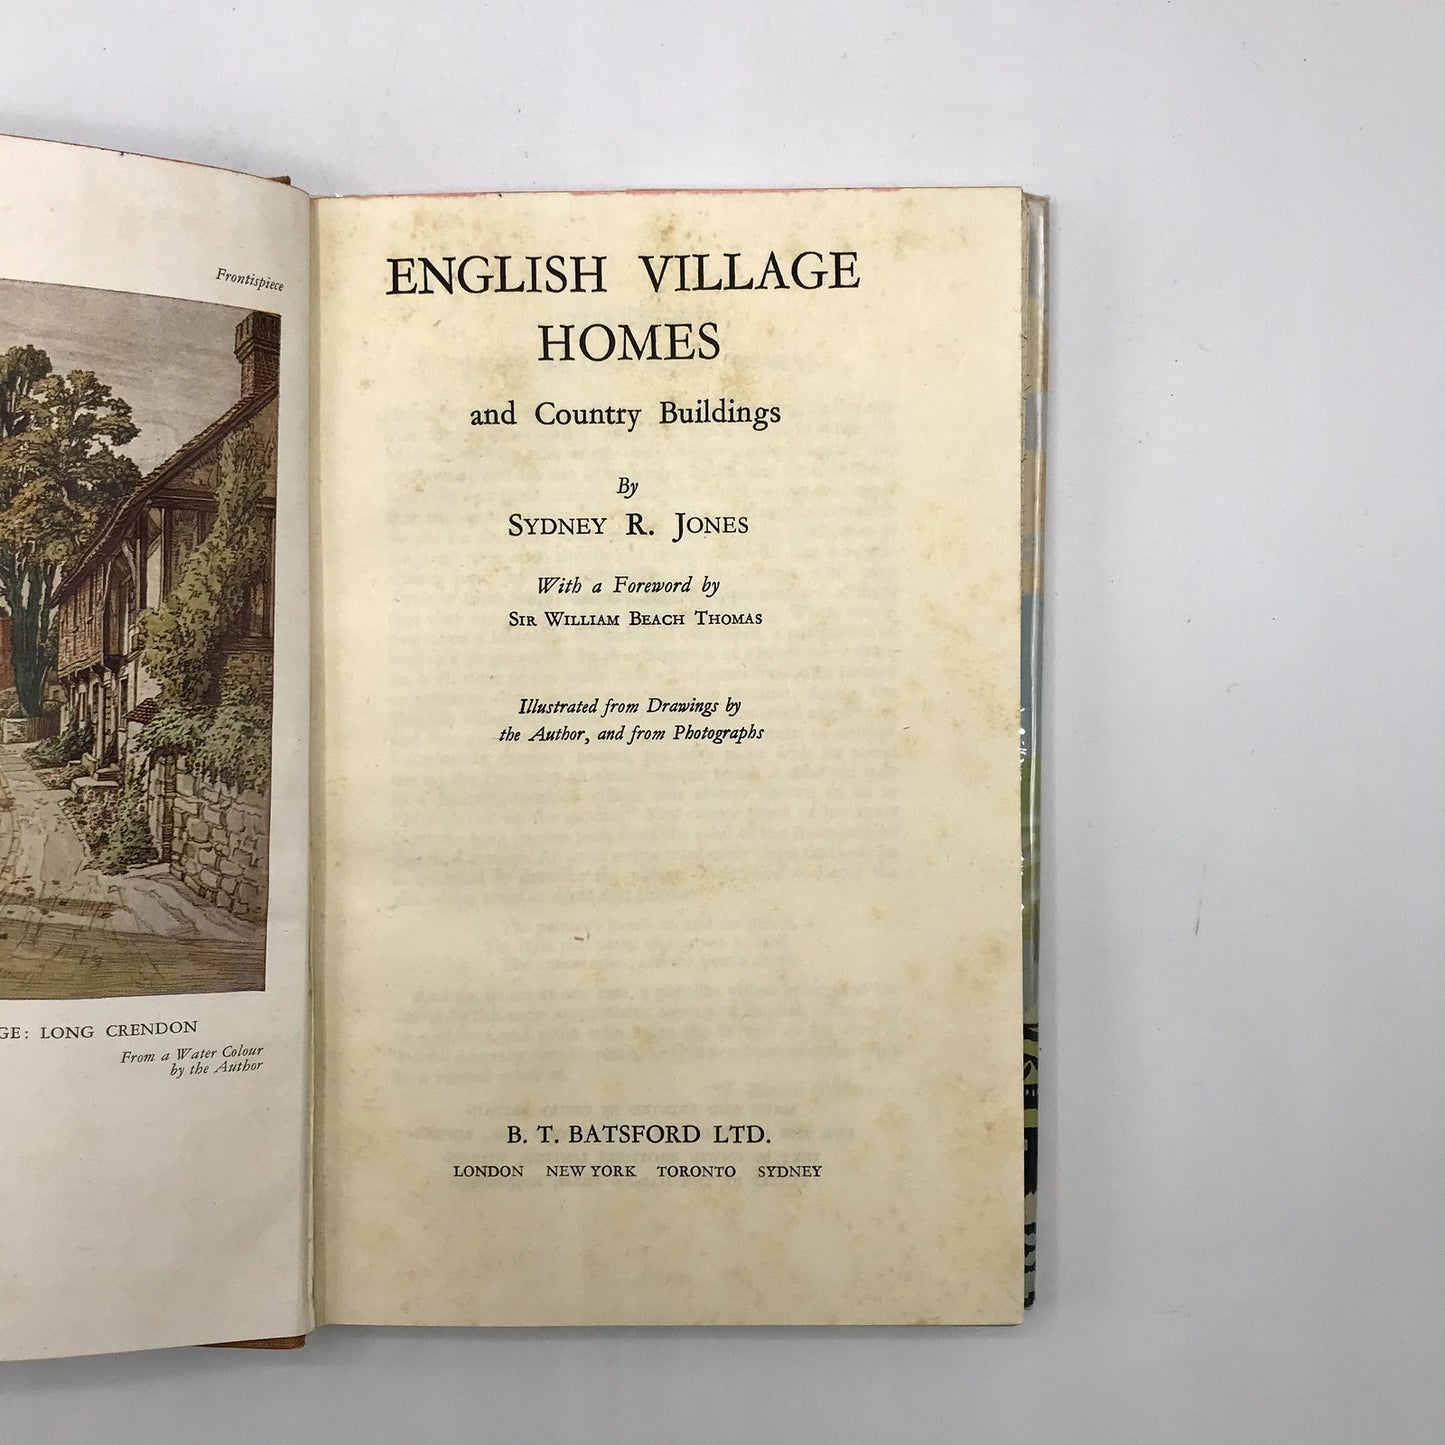 Frontispiece
GE: LONG CRENDON
From a Water Colour
by the Author
ENGLISH VILLAGE
HOMES
and Country Buildings
By
SYDNEY R. JONES
With a Foreword by
SIR WILLIAM BEACH THOMAS
Illustrated from Drawings by
the Author, and from Photographs
B. T. BATSFORD LTD.
LONDON NEW YORK TORONTO SYDNEY